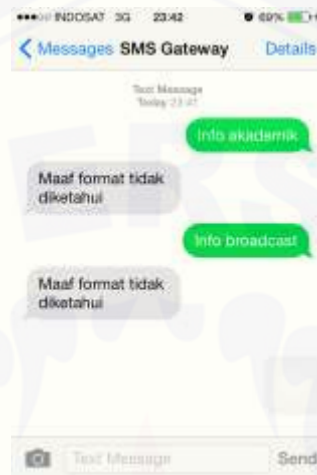 INDOSAT 3G 23:42 69%
Messages SMS Gateway Details
Text Message
Today 23:41
Info akademik
Maaf format tidak
diketahui
Info broadcast
Maaf format tidak
diketahui
Text Message Send